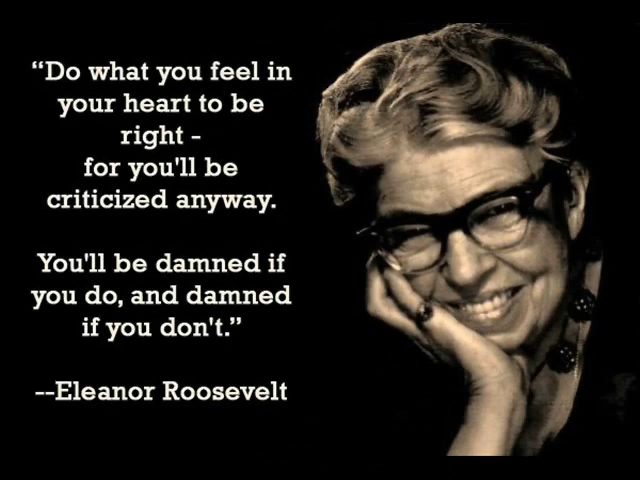 “Do what you feel in
your heart to be
right -
for you'll be
criticized anyway.
You'll be damned if
you do, and damned
if you don't.”
--Eleanor Roosevelt